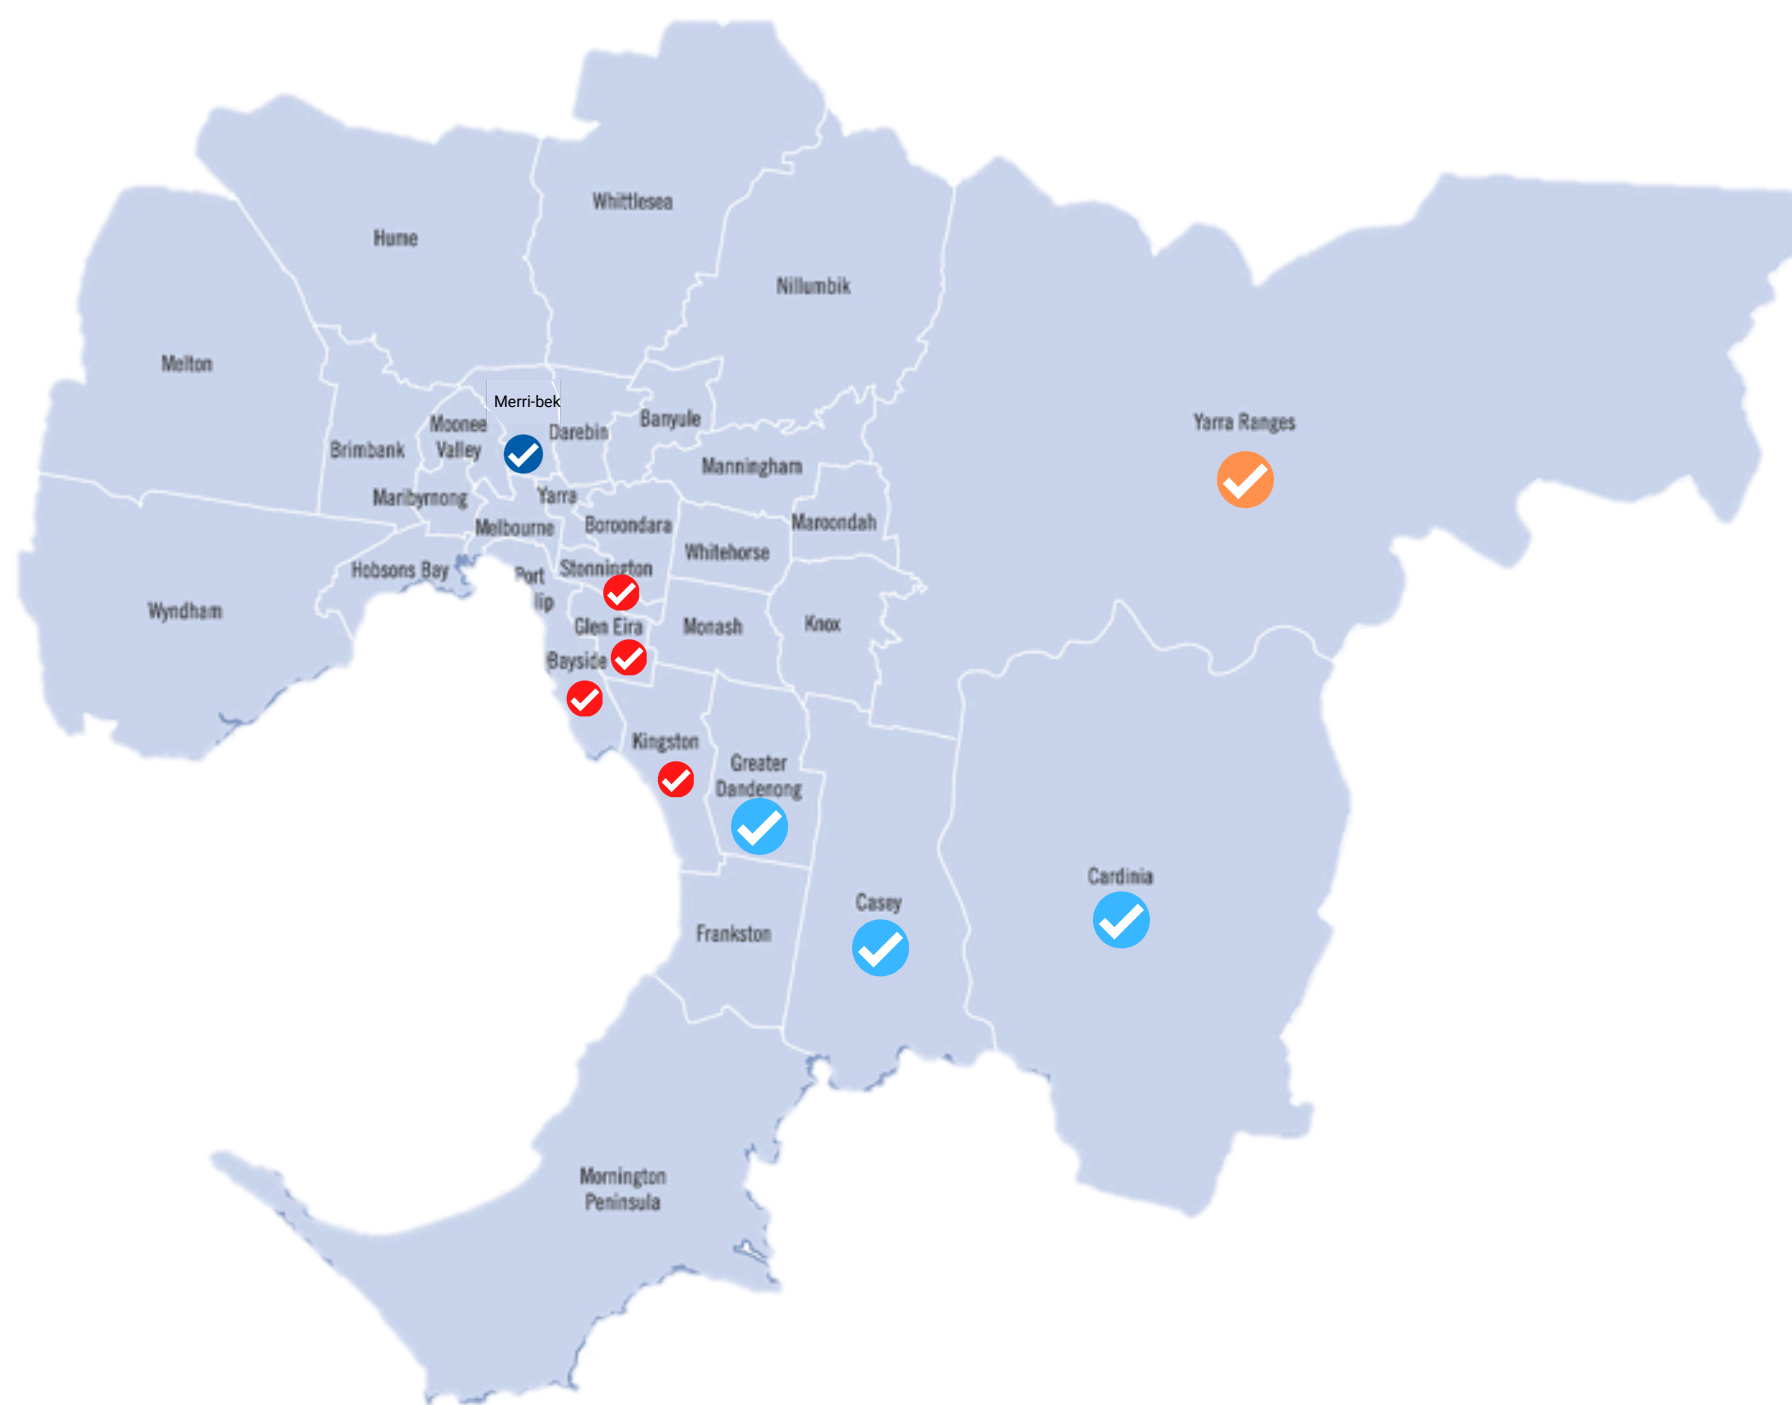 Whittlesea
Hume
Nillumbik
Melton
Merri-bek
Banyule
Moonee
Valley
Darebin
Yarra Ranges
Brimbank
Manningham
Maribyrnong
Yarra
Melbourne
Boroondara
Maroondah
Whitehorse
Hobsons Bay
Port
lip
Stonnington
Wyndham
Glen Eira
Monash
Knox
Bayside
Kingston
Greater
Dandenong
Cardinia
Casey
Frankston
Mornington
Peninsula